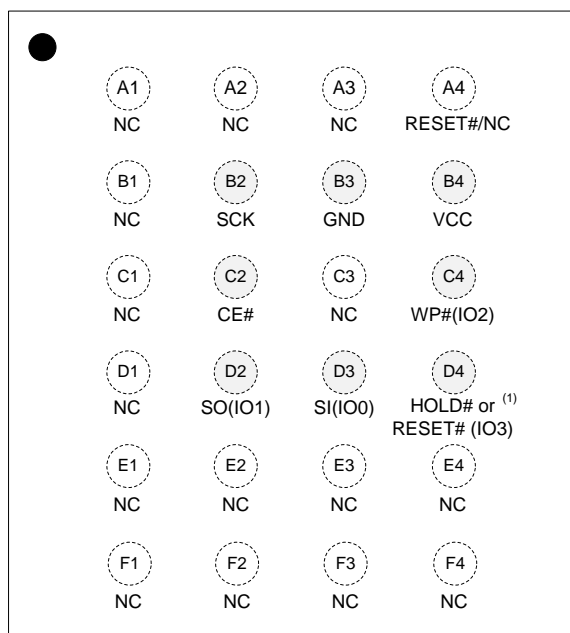 A1 A2 A3 A4
NC NC NC RESET#/NC
B1 B2 B3 B4
NC SCK GND VCC
C1 C2 C3 C4
NC CE# NC WP#(IO2)
D1 D2 D3 D4
NC SO(IO1) SI(IO0) HOLD# or (1)
RESET# (IO3)
E1 E2 E3 E4
NC NC NC NC
F1 F2 F3 F4
NC NC NC NC